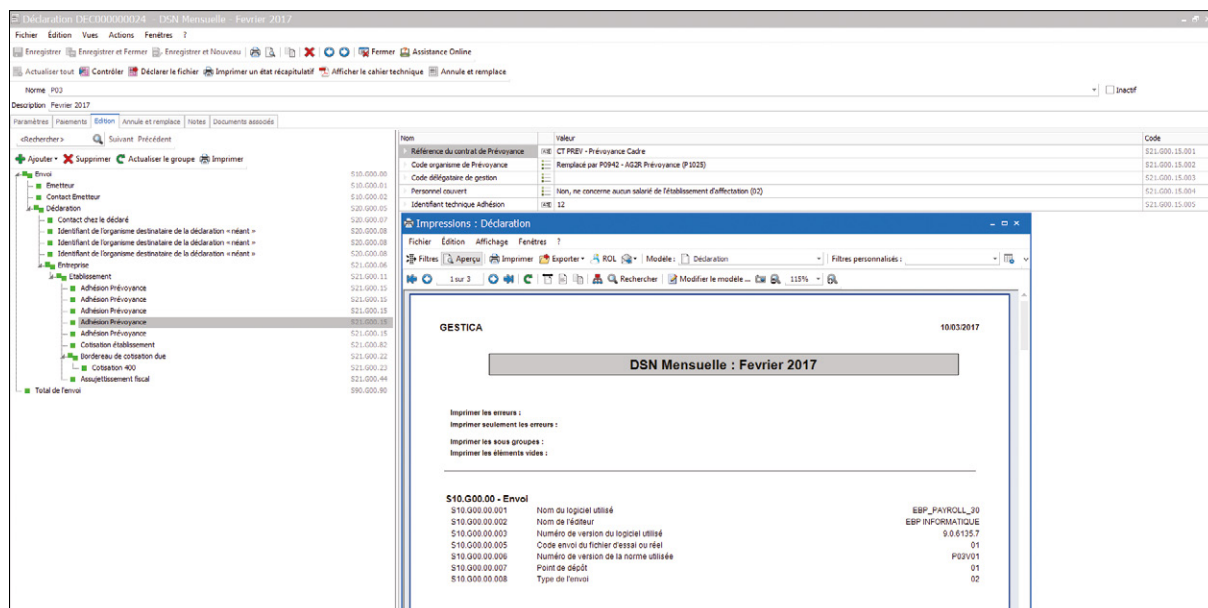 Déclaration DEC000000024 - DSN Mensuelle - Fevrier 2017
Fichier Édition Vues Actions Fenêtres ?
Enregistrer Enregistrer et Fermer Enregistrer et Nouveau Fermer Assistance Online
Actualiser tout Contrôler Déclarer le fichier Imprimer un état récapitulatif Afficher le cahier technique Annule et remplace
Norme P03 Inactif
Description Fevrier 2017
Paramètres Paiements Edition Annule et remplace Notes Documents associés
<Rechercher> Suivant Précédent
Ajouter Supprimer Actualiser le groupe Imprimer
Envoi S10.G00.00
Emetteur S10.G00.01
Contact Emetteur S10.G00.02
Déclaration S20.G00.05
Contact chez le déclaré S20.G00.07
Identifiant de l'organisme destinataire de la déclaration « néant » S20.G00.08
Identifiant de l'organisme destinataire de la déclaration « néant » S20.G00.08
Identifiant de l'organisme destinataire de la déclaration « néant » S20.G00.08
Entreprise S21.G00.06
Etablissement S21.G00.11
Adhésion Prévoyance S21.G00.15
Adhésion Prévoyance S21.G00.15
Adhésion Prévoyance S21.G00.15
Adhésion Prévoyance S21.G00.15
Adhésion Prévoyance S21.G00.15
Cotisation établissement S21.G00.82
Bordereau de cotisation due S21.G00.22
Cotisation 400 S21.G00.23
Assujettissement fiscal S21.G00.44
Total de l'envoi S90.G00.90
Nom Valeur Code
Référence du contrat de Prévoyance CT PREV - Prévoyance Cadre S21.G00.15.001
Code organisme de Prévoyance Remplacé par P0942 - AG2R Prévoyance (P1025) S21.G00.15.002
Code délégataire de gestion S21.G00.15.003
Personnel couvert Non, ne concerne aucun salarié de l'établissement d'affectation (02) S21.G00.15.004
Identifiant technique Adhésion 12 S21.G00.15.005
Impressions : Déclaration
Fichier Édition Affichage Fenêtres ?
Filtres Aperçu Imprimer Exporter ROL Modèle : Déclaration Filtres personnalisés :
1 sur 3 Rechercher Modifier le modèle ... 115%
GESTICA 10/03/2017
DSN Mensuelle : Fevrier 2017
Imprimer les erreurs :
Imprimer seulement les erreurs :
Imprimer les sous groupes :
Imprimer les éléments vides :
S10.G00.00 - Envoi
S10.G00.00.001 Nom du logiciel utilisé EBP_PAYROLL_30
S10.G00.00.002 Nom de l'éditeur EBP INFORMATIQUE
S10.G00.00.003 Numéro de version du logiciel utilisé 9.0.6135.7
S10.G00.00.005 Code envoi du fichier d'essai ou réel 01
S10.G00.00.006 Numéro de version de la norme utilisée P03V01
S10.G00.00.007 Point de dépôt 01
S10.G00.00.008 Type de l'envoi 02